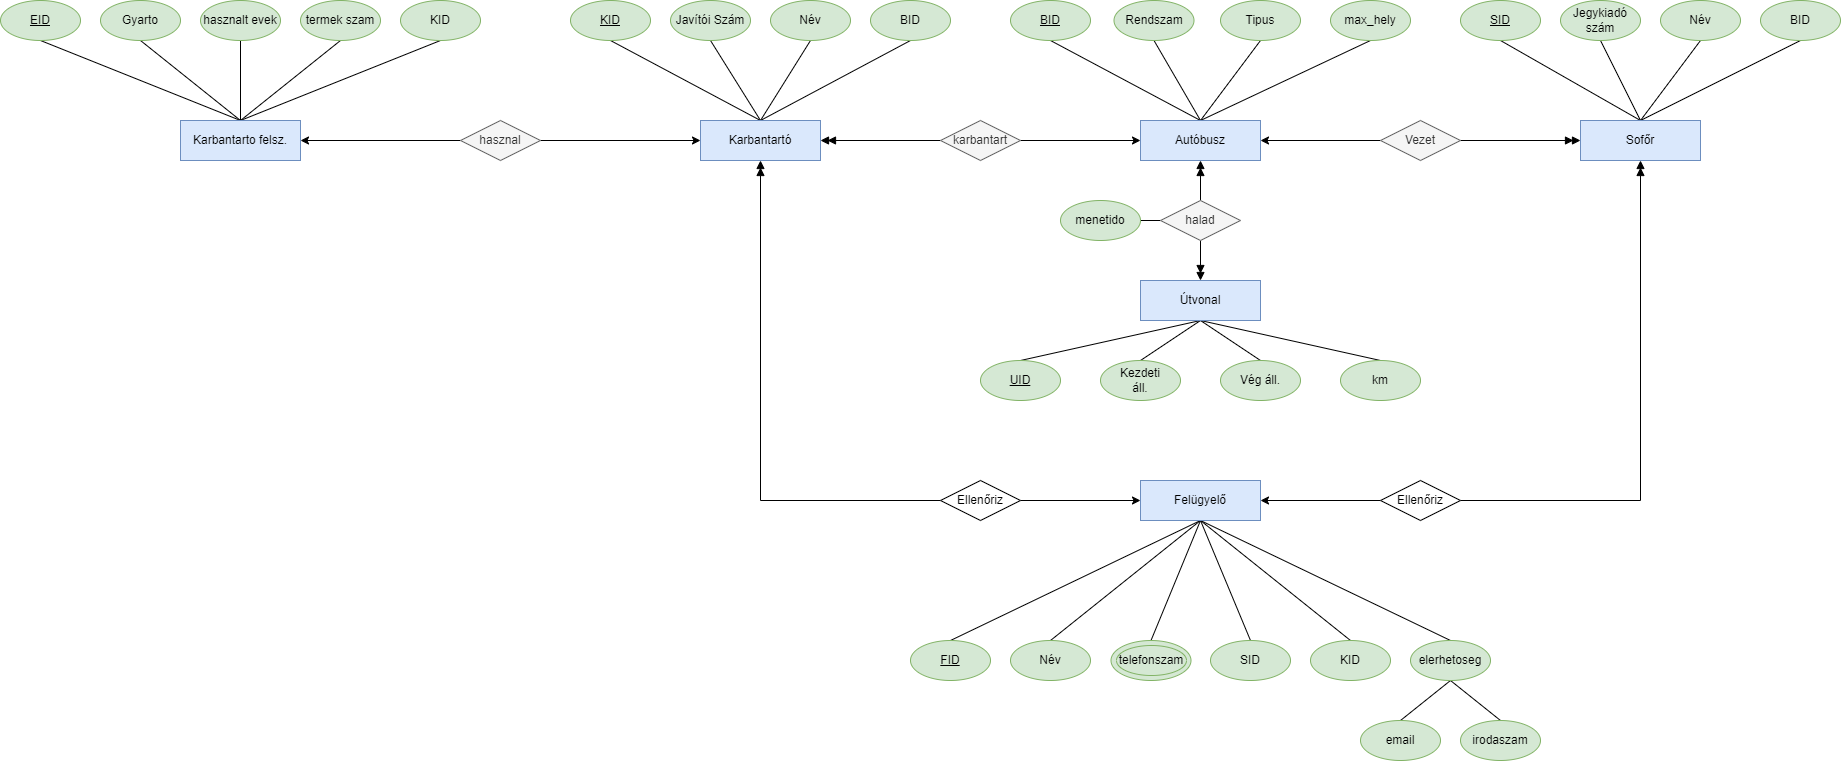 EID
Gyarto
használt evek
termek szam
KID
KID
Javítói Szám
Név
BID
BID
Rendszam
Tipus
max_hely
SID
Jegykiadó
szám
Név
BID
Karbantarto felsz.
hasznal
Karbantartó
karbantart
Autóbusz
Vezet
Sofőr
menetido
halad
Útvonal
UID
Kezdeti
áll.
Vég áll.
km
Ellenőriz
Felügyelő
Ellenőriz
FID
Név
telefonszam
SID
KID
elerhetoseg
email
irodaszam